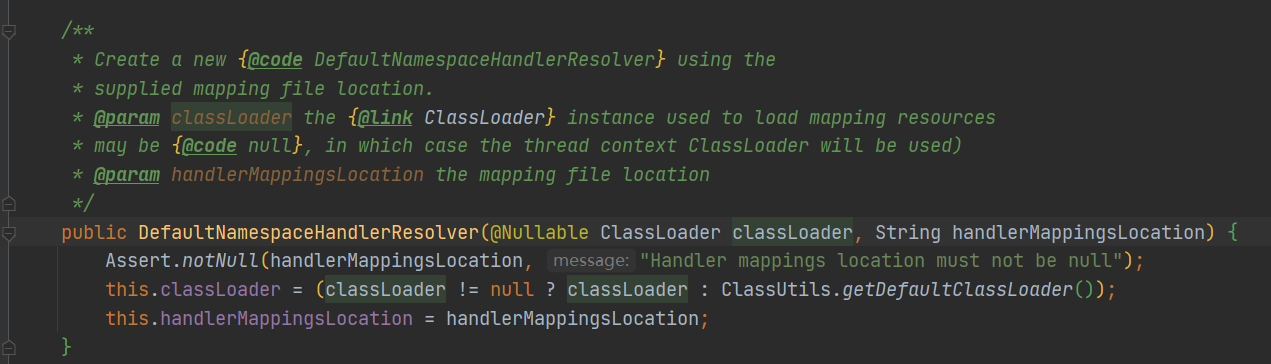 /**
 * Create a new {@code DefaultNamespaceHandlerResolver} using the
 * supplied mapping file location.
 * @param classLoader the {@link ClassLoader} instance used to load mapping resources
 * may be {@code null}, in which case the thread context ClassLoader will be used)
 * @param handlerMappingsLocation the mapping file location
 */
public DefaultNamespaceHandlerResolver(@Nullable ClassLoader classLoader, String handlerMappingsLocation) {
    Assert.notNull(handlerMappingsLocation, message: "Handler mappings location must not be null");
    this.classLoader = (classLoader != null ? classLoader : ClassUtils.getDefaultClassLoader());
    this.handlerMappingsLocation = handlerMappingsLocation;
}